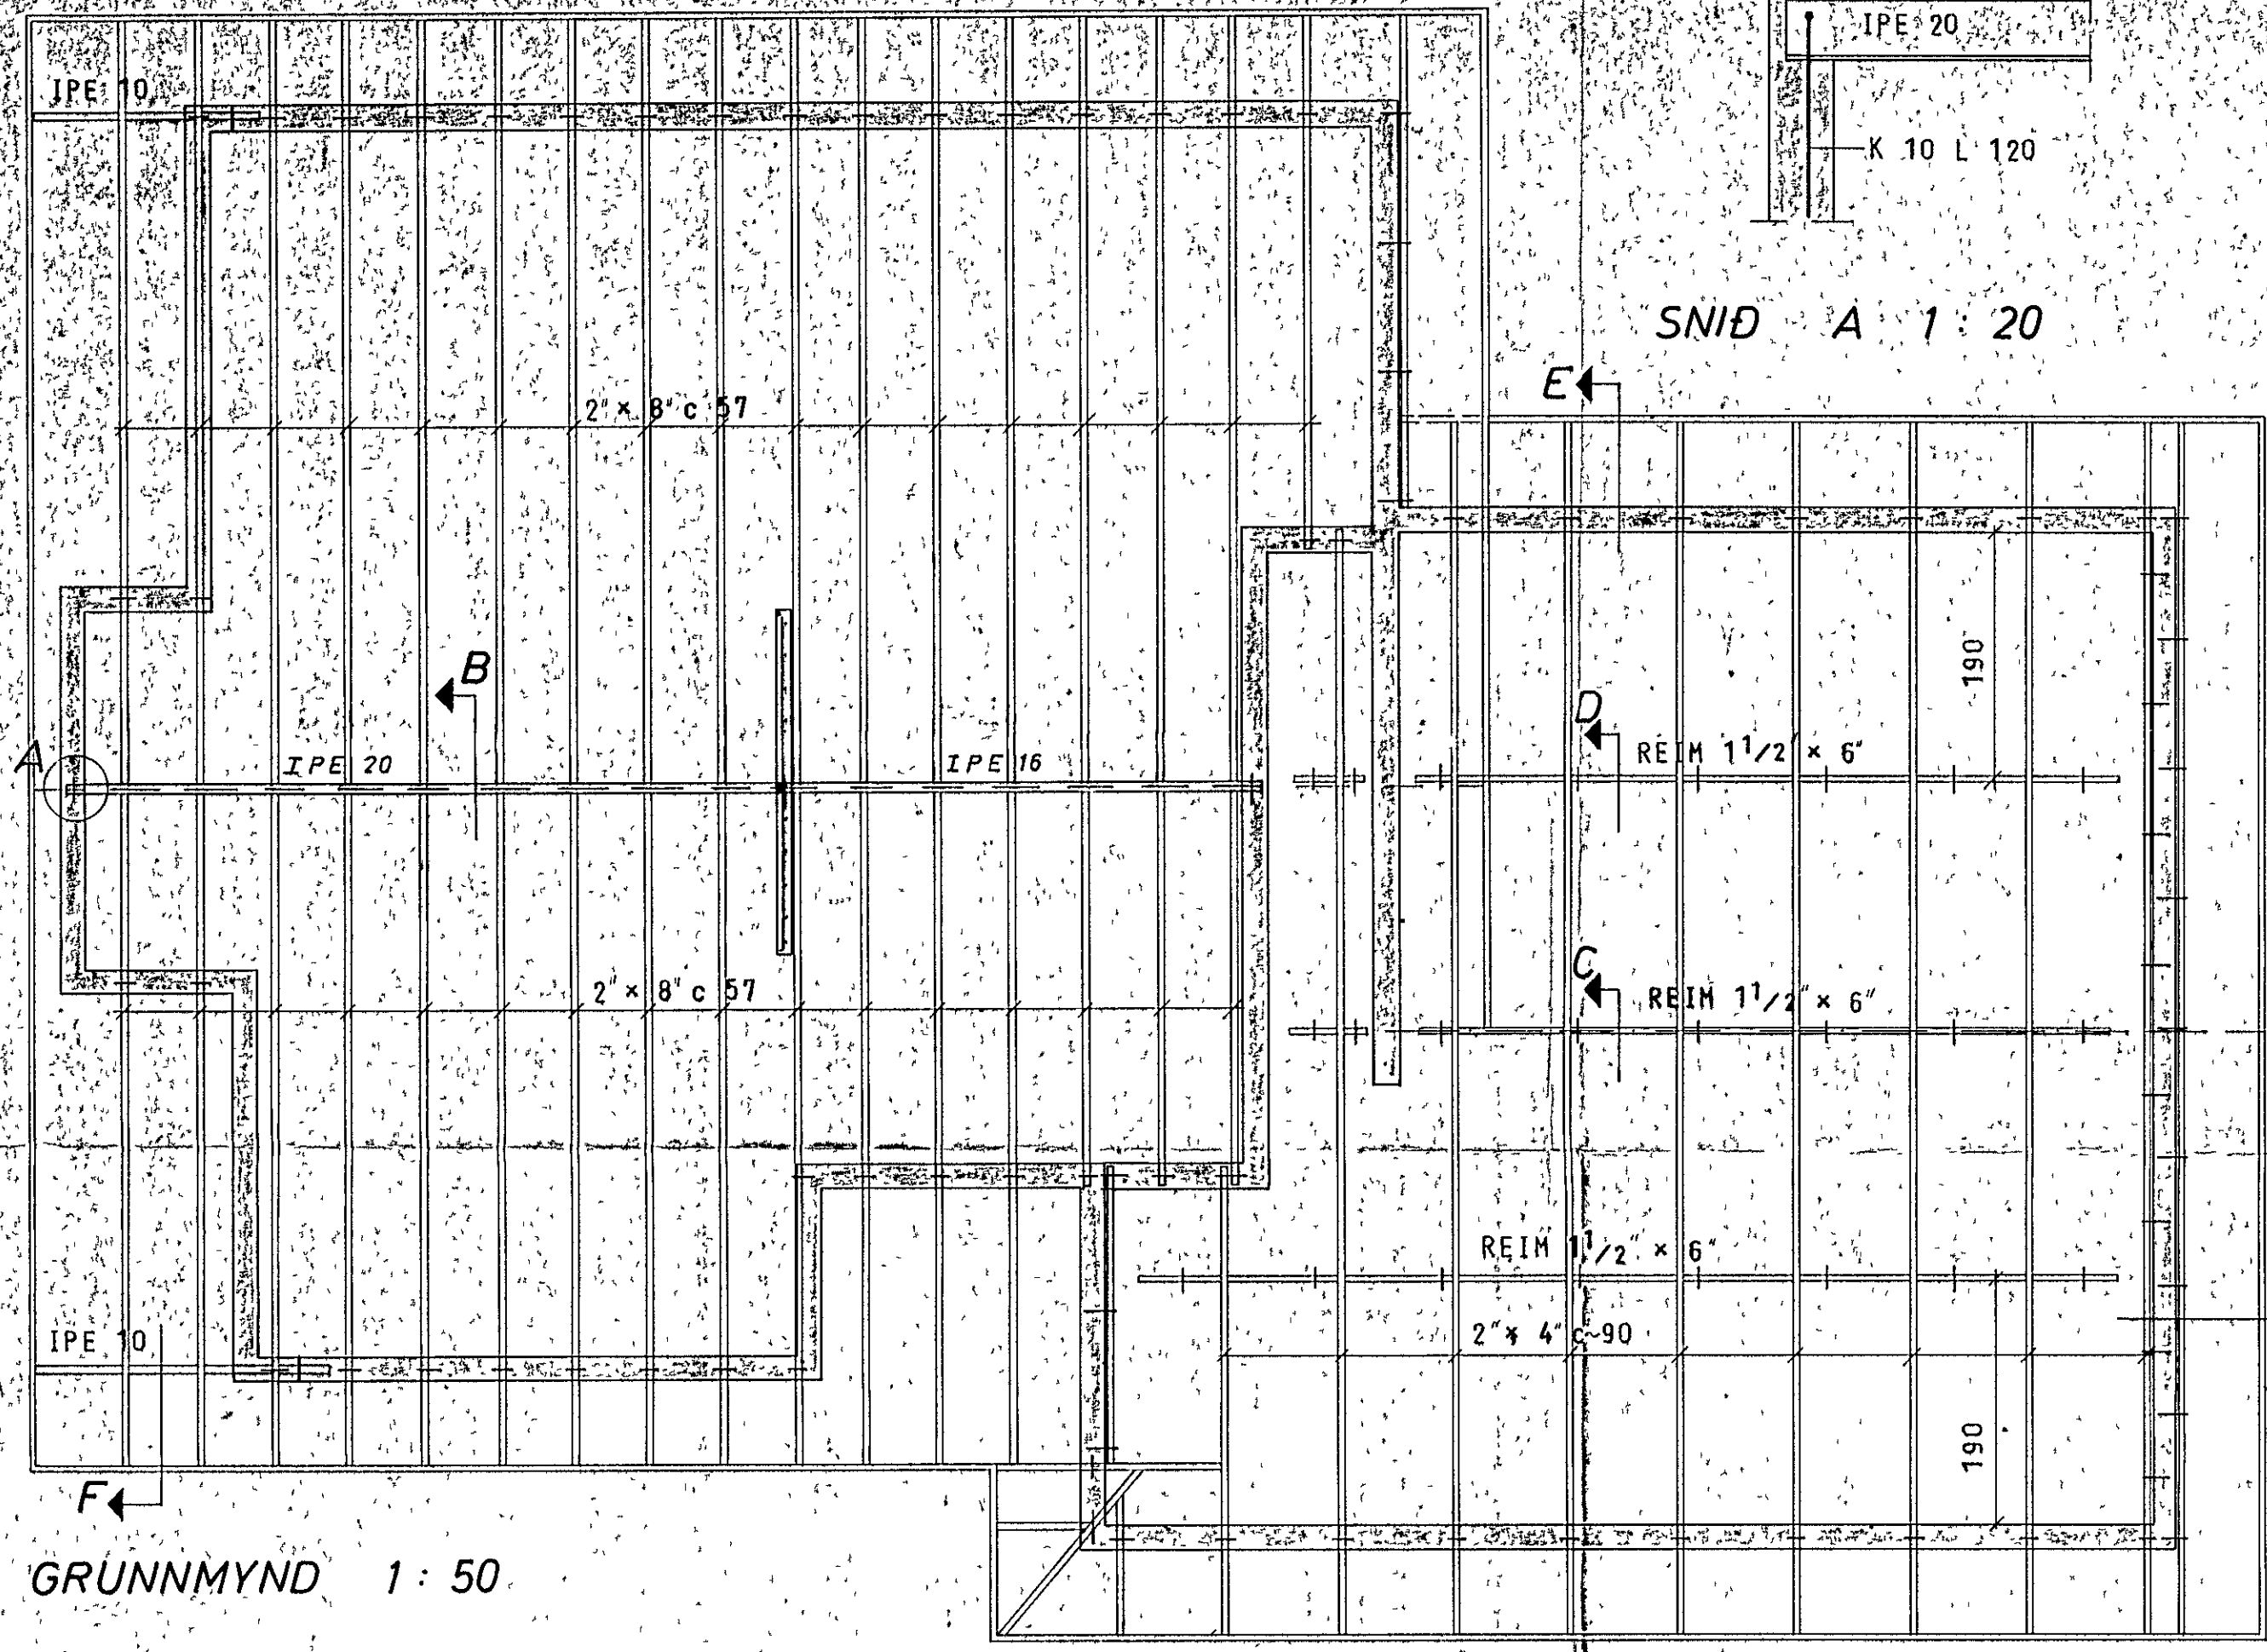 IPE 20
IPE 10
K 10 L 120
SNIÐ A 1 : 20
E
2" × 8" c 57
190
B
D
REIM 1 1/2" × 6"
A
IPE 20
IPE 16
C
2" × 8" c 57
REIM 1 1/2" × 6"
REIM 1 1/2" × 6"
IPE 10
2" × 4" c~90
190
F
GRUNNMYND 1 : 50